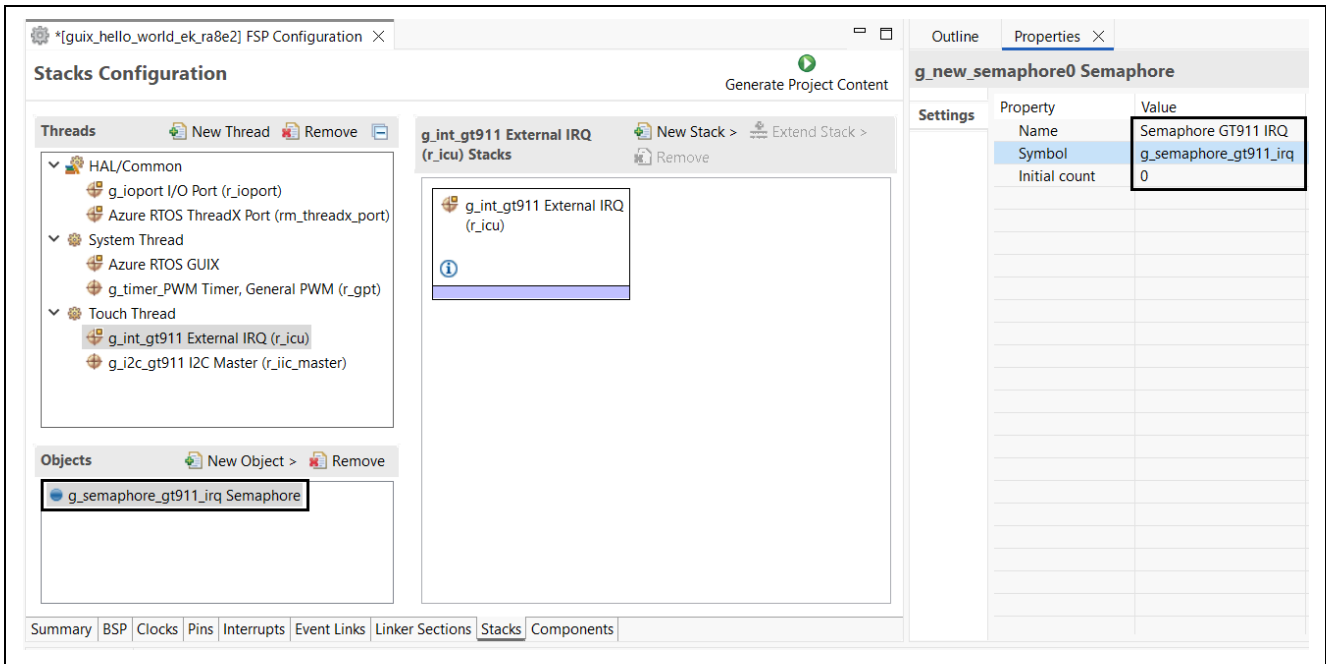 *[guix_hello_world_ek_ra8e2] FSP Configuration
Stacks Configuration
Generate Project Content
Threads
New Thread
Remove
HAL/Common
g_ioport I/O Port (r_ioport)
Azure RTOS ThreadX Port (rm_threadx_port)
System Thread
Azure RTOS GUIX
g_timer_PWM Timer, General PWM (r_gpt)
Touch Thread
g_int_gt911 External IRQ (r_icu)
g_i2c_gt911 I2C Master (r_iic_master)
Objects
New Object >
Remove
g_semaphore_gt911_irq Semaphore
g_int_gt911 External IRQ
(r_icu) Stacks
New Stack >
Extend Stack >
Remove
g_int_gt911 External IRQ
(r_icu)
Summary BSP Clocks Pins Interrupts Event Links Linker Sections Stacks Components
Outline Properties
g_new_semaphore0 Semaphore
Settings
Property Value
Name Semaphore GT911 IRQ
Symbol g_semaphore_gt911_irq
Initial count 0